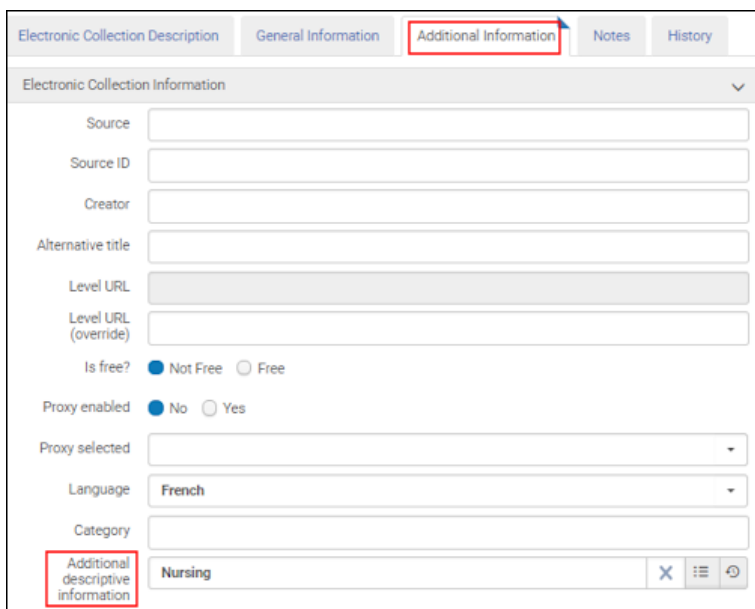 Electronic Collection Description General Information Additional Information Notes History
Electronic Collection Information
Source
Source ID
Creator
Alternative title
Level URL
Level URL
(override)
Is free? Not Free Free
Proxy enabled No Yes
Proxy selected
Language French
Category
Additional
descriptive
information
Nursing